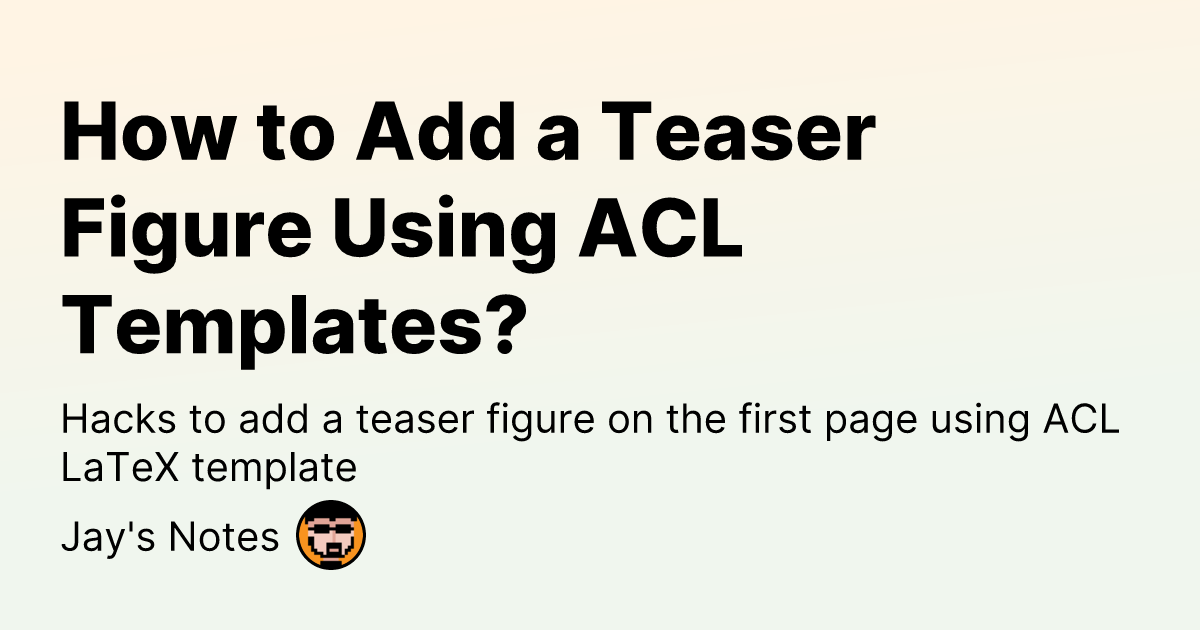 How to Add a Teaser
Figure Using ACL
Templates?
Hacks to add a teaser figure on the first page using ACL
LaTeX template
Jay's Notes